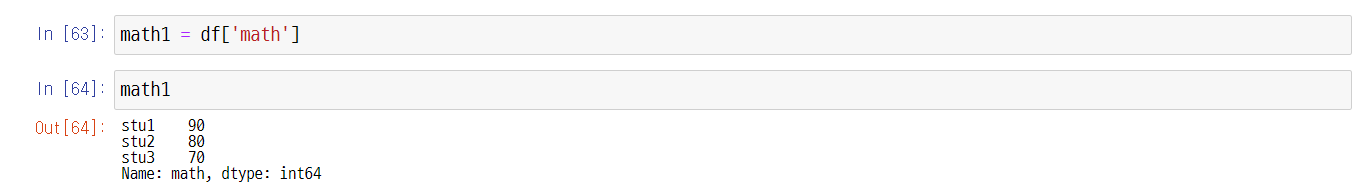 In [63]: math1 = df['math']
In [64]: math1
Out[64]: stu1    90
stu2    80
stu3    70
Name: math, dtype: int64